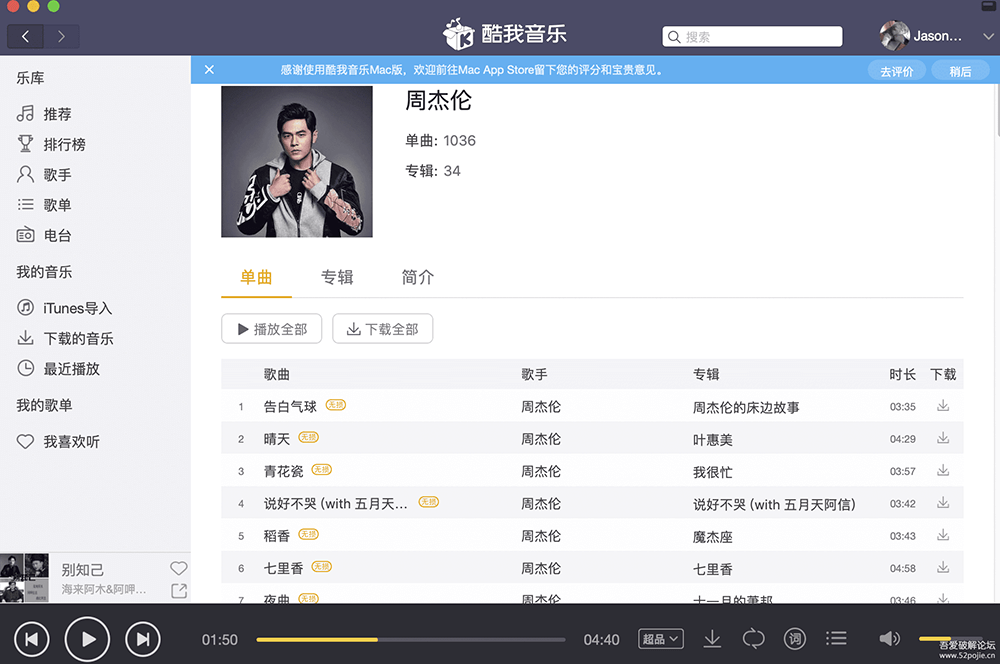 酷我音乐
搜索
Jason...
乐库
推荐
排行榜
歌手
歌单
电台
我的音乐
iTunes导入
下载的音乐
最近播放
我的歌单
我喜欢听
感谢使用酷我音乐Mac版，欢迎前往Mac App Store留下您的评分和宝贵意见。
去评价
稍后
周杰伦
单曲: 1036
专辑: 34
单曲 专辑 简介
播放全部 下载全部
歌曲 歌手 专辑 时长 下载
1 告白气球 无损 周杰伦 周杰伦的床边故事 03:35
2 晴天 无损 周杰伦 叶惠美 04:29
3 青花瓷 无损 周杰伦 我很忙 03:57
4 说好不哭 (with 五月天... 无损 周杰伦 说好不哭 (with 五月天阿信) 03:42
5 稻香 无损 周杰伦 魔杰座 03:43
6 七里香 无损 周杰伦 七里香 04:58
7 夜曲 无损 周杰伦 十一月的萧邦 03:46
别知己
海来阿木&阿呷...
01:50 04:40 超品 词
吾爱破解论坛
www.52pojie.cn